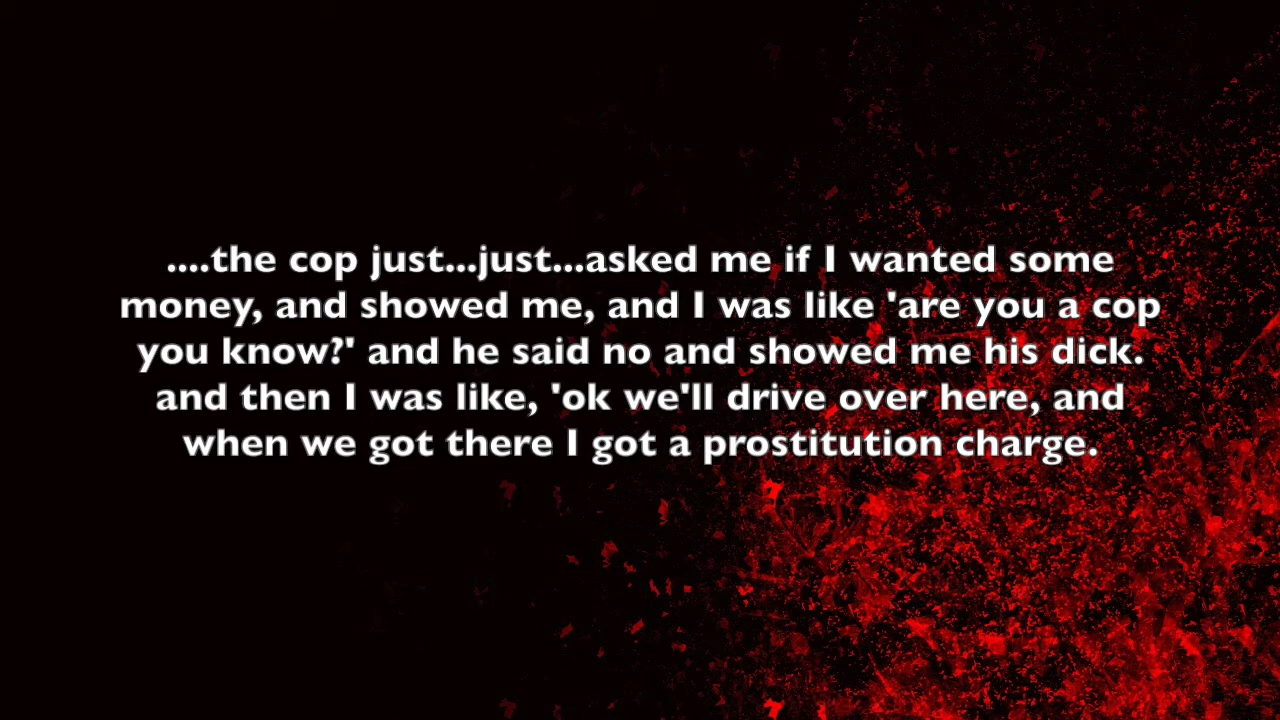 ....the cop just...just...asked me if I wanted some
money, and showed me, and I was like 'are you a cop
you know?' and he said no and showed me his dick.
and then I was like, 'ok we'll drive over here, and
when we got there I got a prostitution charge.